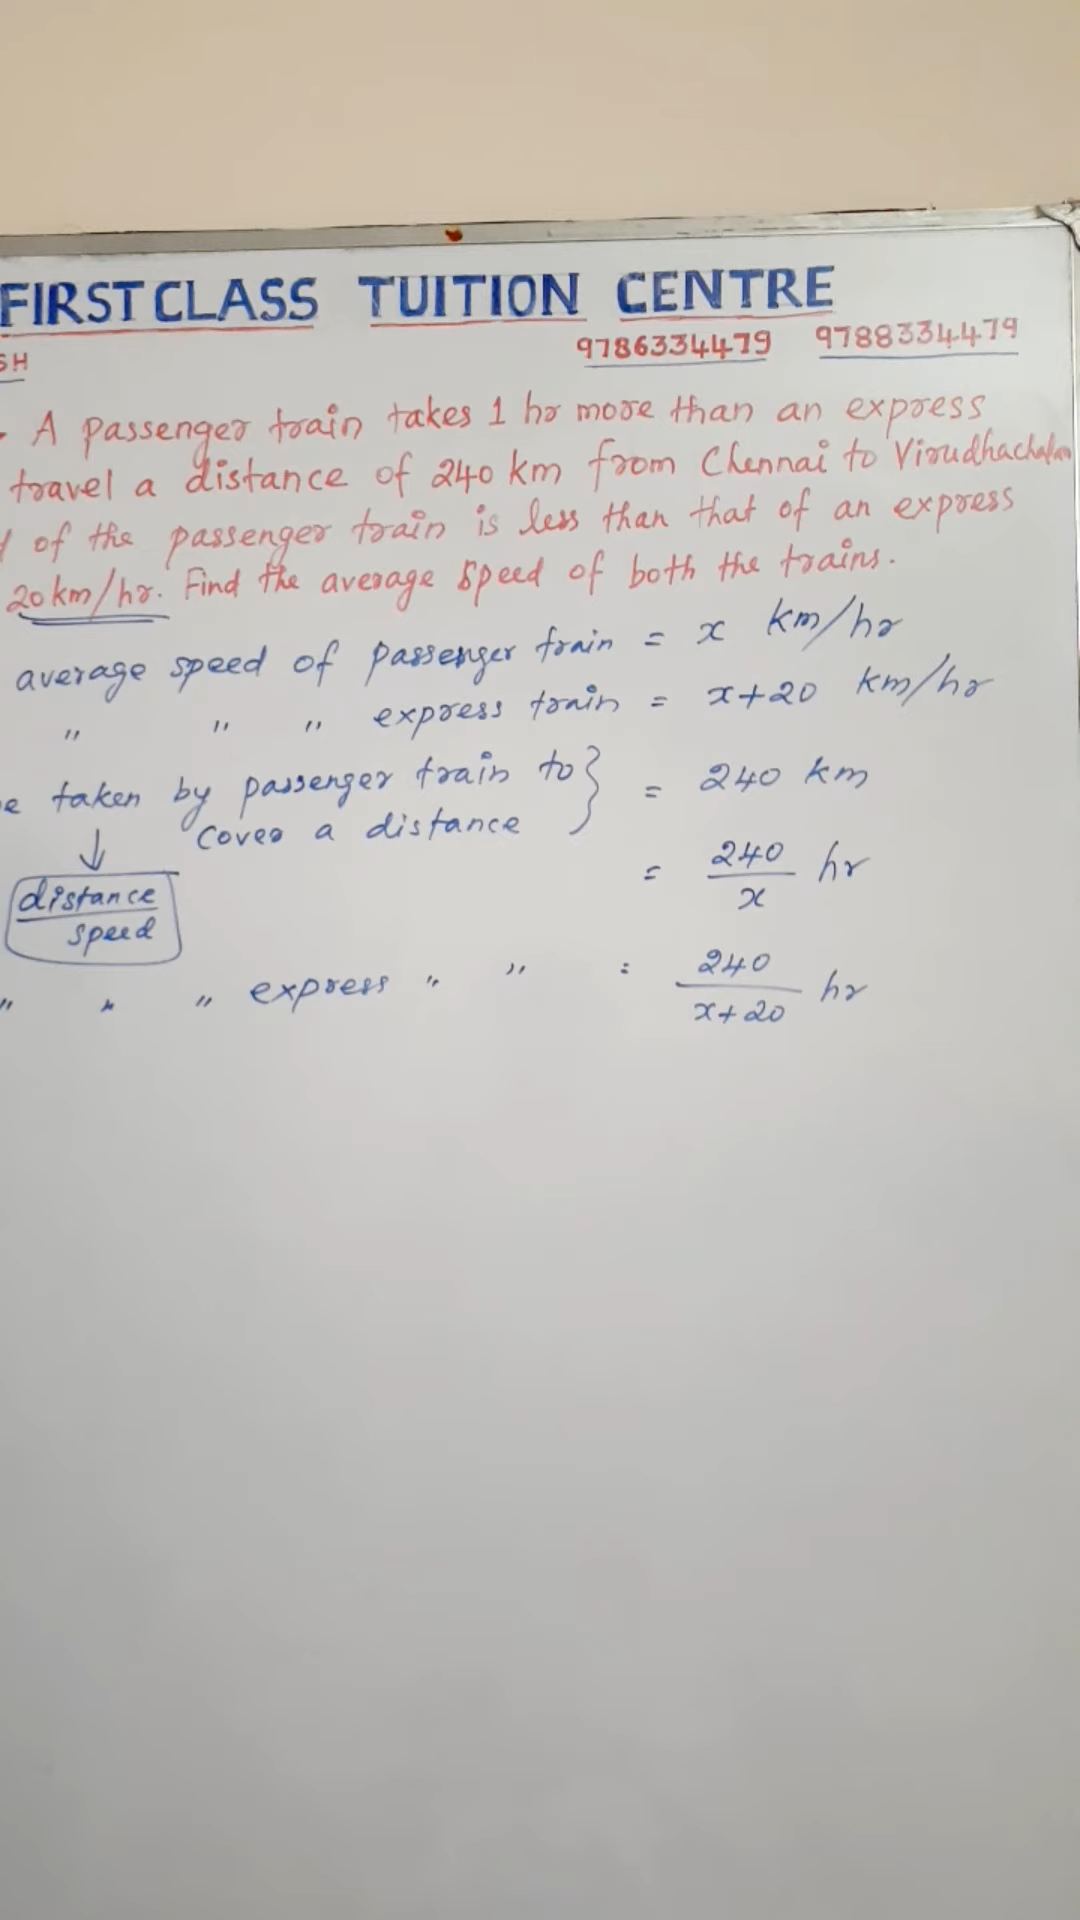 FIRST CLASS TUITION CENTRE
SH 9786334479 9788334479
A passenger train takes 1 hr more than an express
travel a distance of 240 km from Chennai to Virudhachalam
of the passenger train is less than that of an express
20 km/hr. Find the average speed of both the trains.
average speed of passenger train = x km/hr
" " " express train = x+20 km/hr
taken by passenger train to } = 240 km
cover a distance
= 240/x hr
distance
speed
" " " express " " : 240/x+20 hr